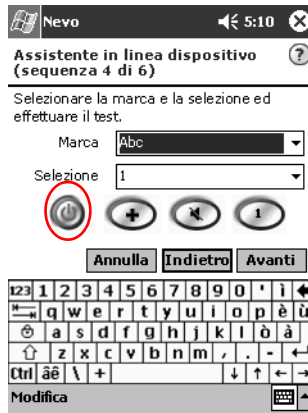 Nevo 5:10
Assistente in linea dispositivo
(sequenza 4 di 6)
Selezionare la marca e la selezione ed
effettuare il test.
Marca Abc
Selezione 1
1
Annulla Indietro Avanti
123 1 2 3 4 5 6 7 8 9 0 ' ì
q w e r t y u i o p è ù
a s d f g h j k l ò à
z x c v b n m , . -
Ctrl áê \ + ↓ ↑ ← →
Modifica